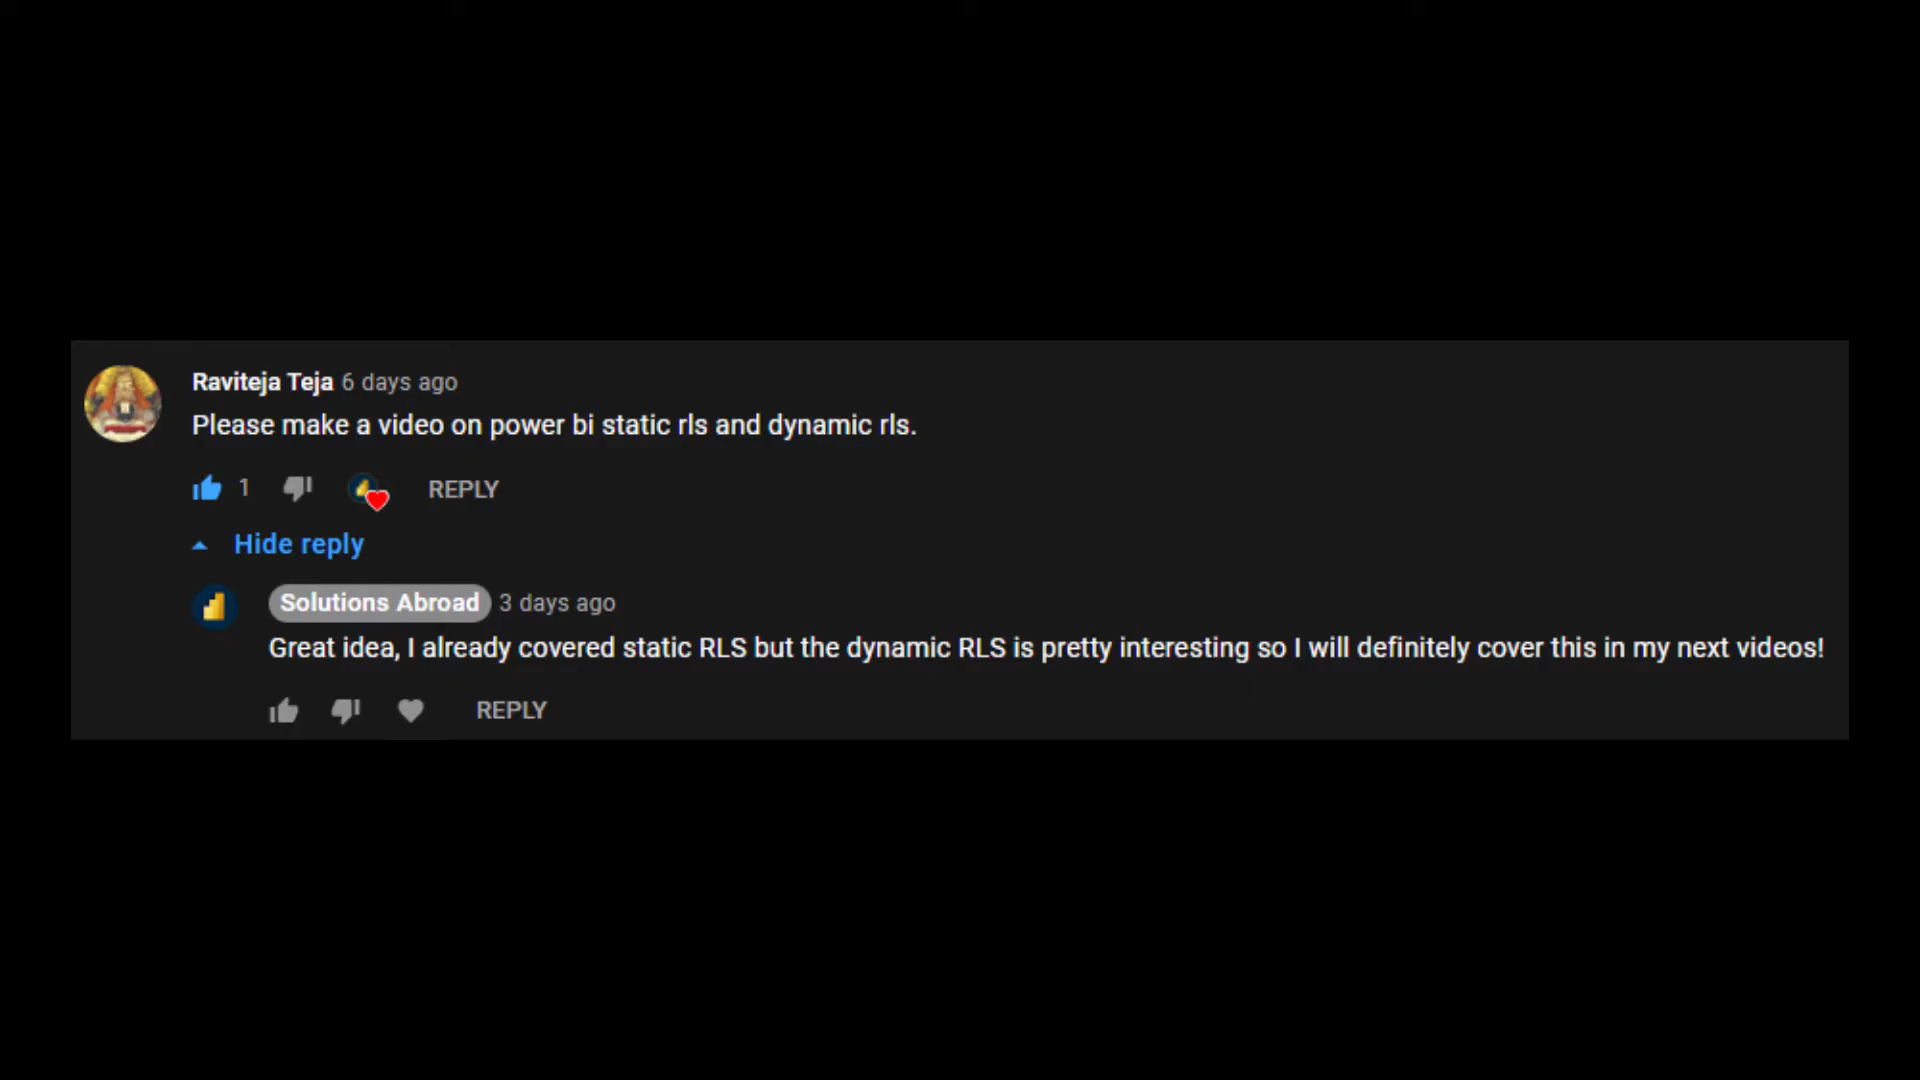 Raviteja Teja 6 days ago
Please make a video on power bi static rls and dynamic rls.
1 REPLY
Hide reply
Solutions Abroad 3 days ago
Great idea, I already covered static RLS but the dynamic RLS is pretty interesting so I will definitely cover this in my next videos!
REPLY